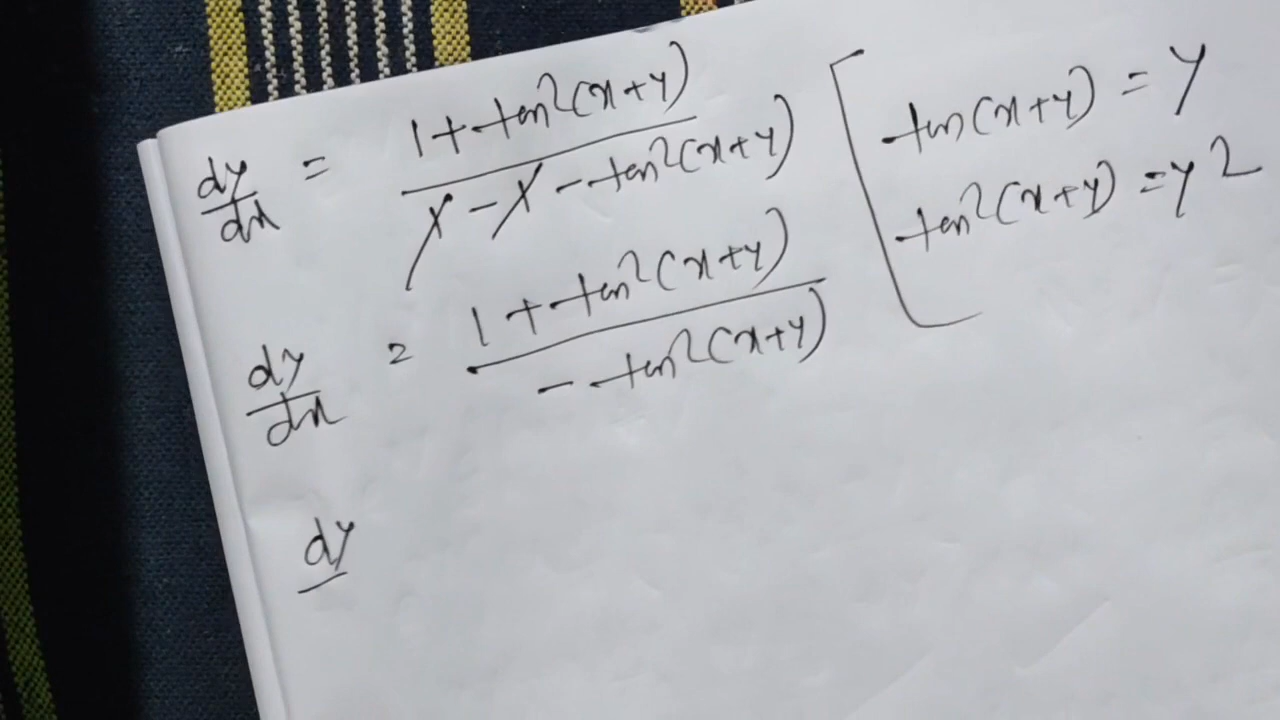 dy/dx = (1 + tan²(x+y)) / (1 - 1 - tan²(x+y))
tan(x+y) = y
tan²(x+y) = y²
dy/dx = (1 + tan²(x+y)) / (- tan²(x+y))
dy